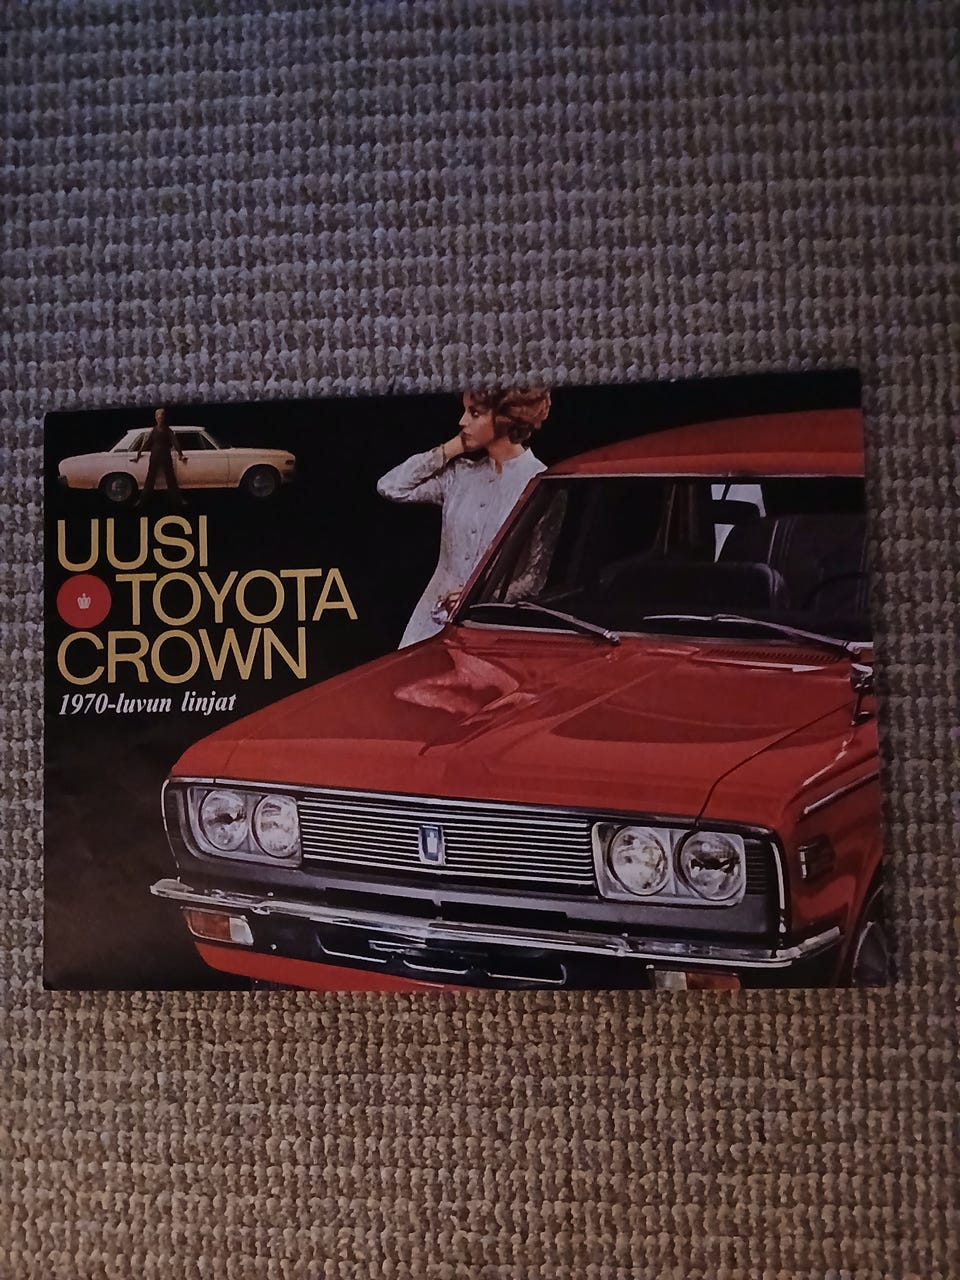 UUSI
TOYOTA
CROWN
1970-luvun linjat